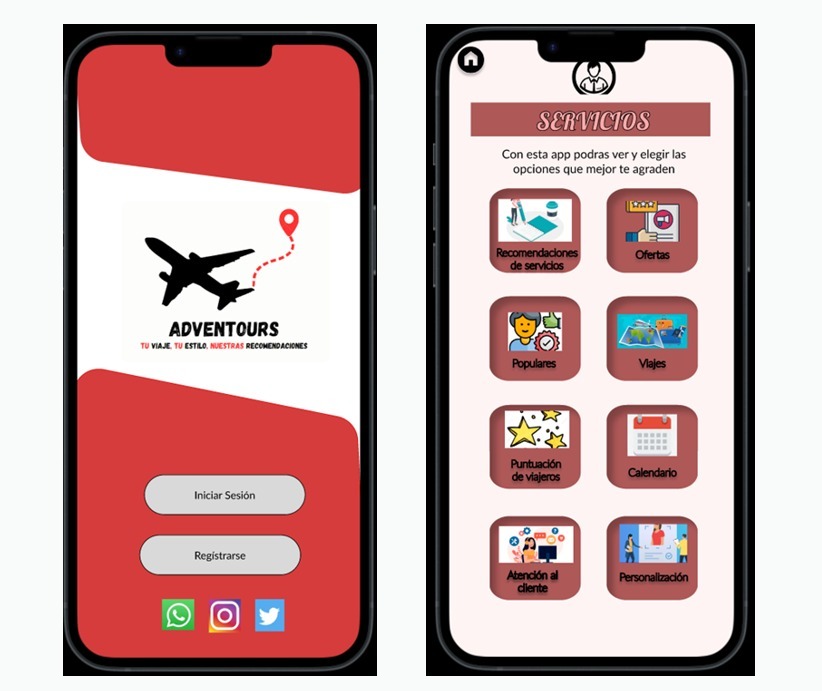 ADVENTOURS
TU VIAJE, TU ESTILO, NUESTRAS RECOMENDACIONES
Iniciar Sesión
Registrarse
SERVICIOS
Con esta app podras ver y elegir las
opciones que mejor te agraden
Recomendaciones
de servicios
Ofertas
Populares
Viajes
Puntuación
de viajeros
Calendario
Atención al
cliente
Personalización